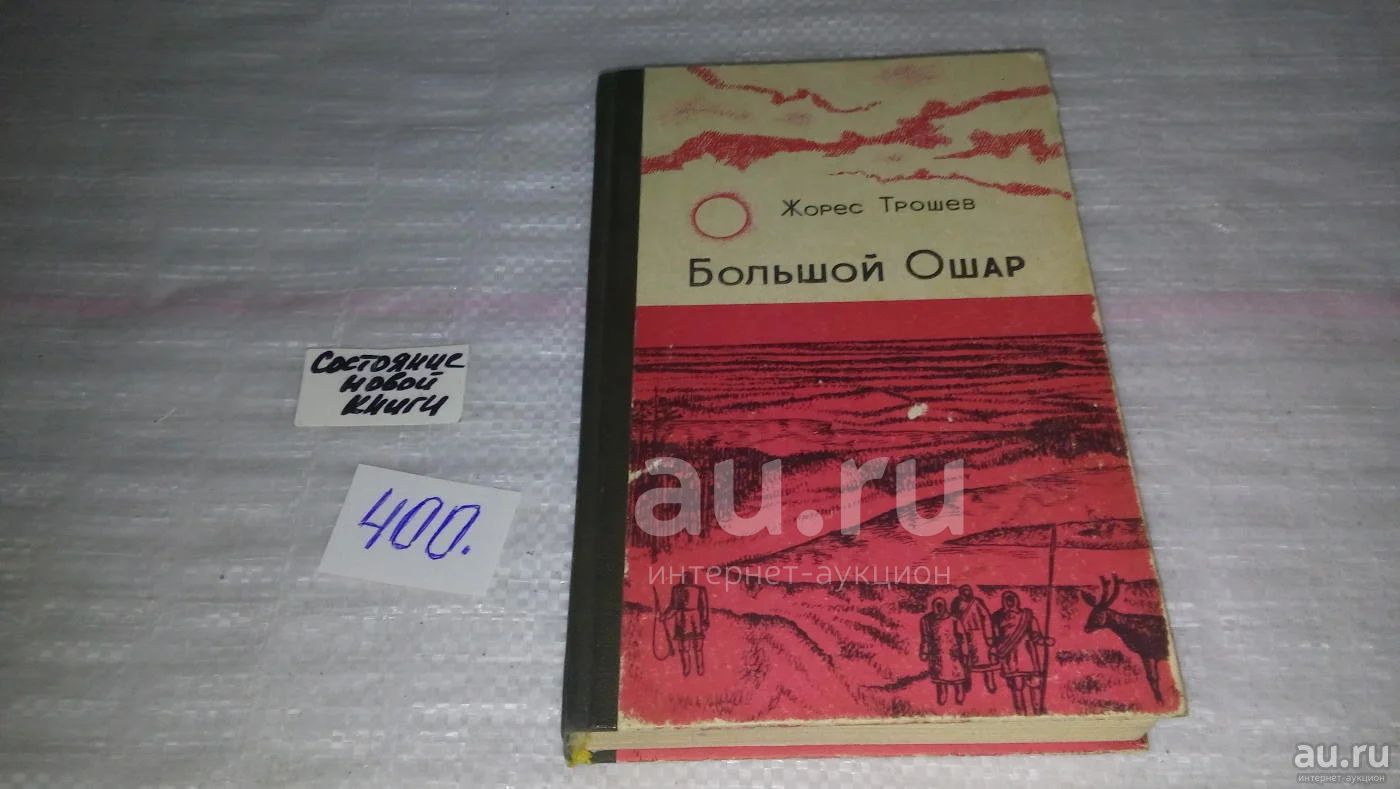 Жорес Трошев
Большой Ошар
Состояние
новой
книги
400.
au.ru
интернет-аукцион
au.ru
интернет-аукцион